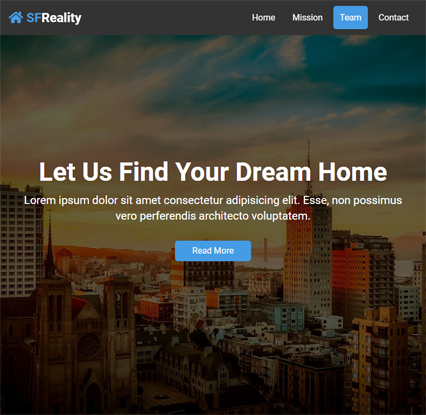 SFReality
Home Mission Team Contact
Let Us Find Your Dream Home
Lorem ipsum dolor sit amet consectetur adipisicing elit. Esse, non possimus
vero perferendis architecto voluptatem.
Read More